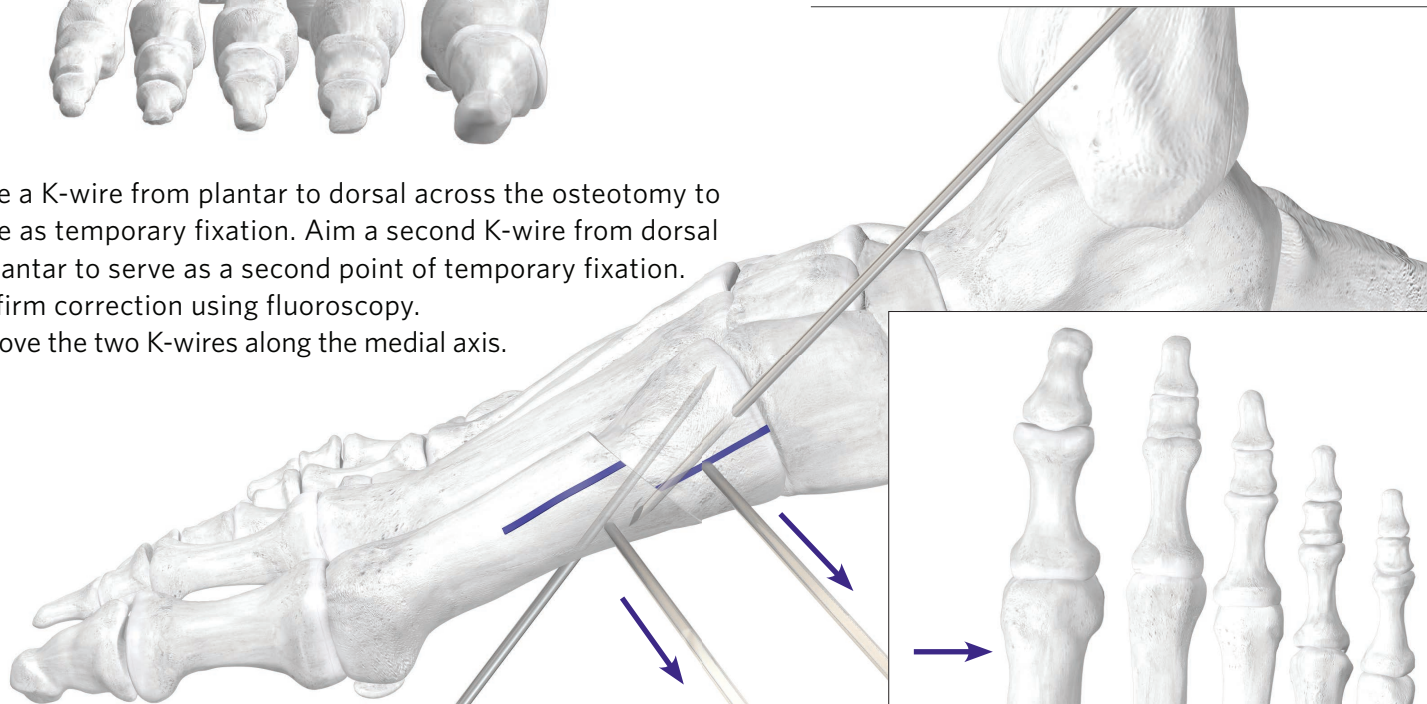 e a K-wire from plantar to dorsal across the osteotomy to
e as temporary fixation. Aim a second K-wire from dorsal
lantar to serve as a second point of temporary fixation.
firm correction using fluoroscopy.
ove the two K-wires along the medial axis.